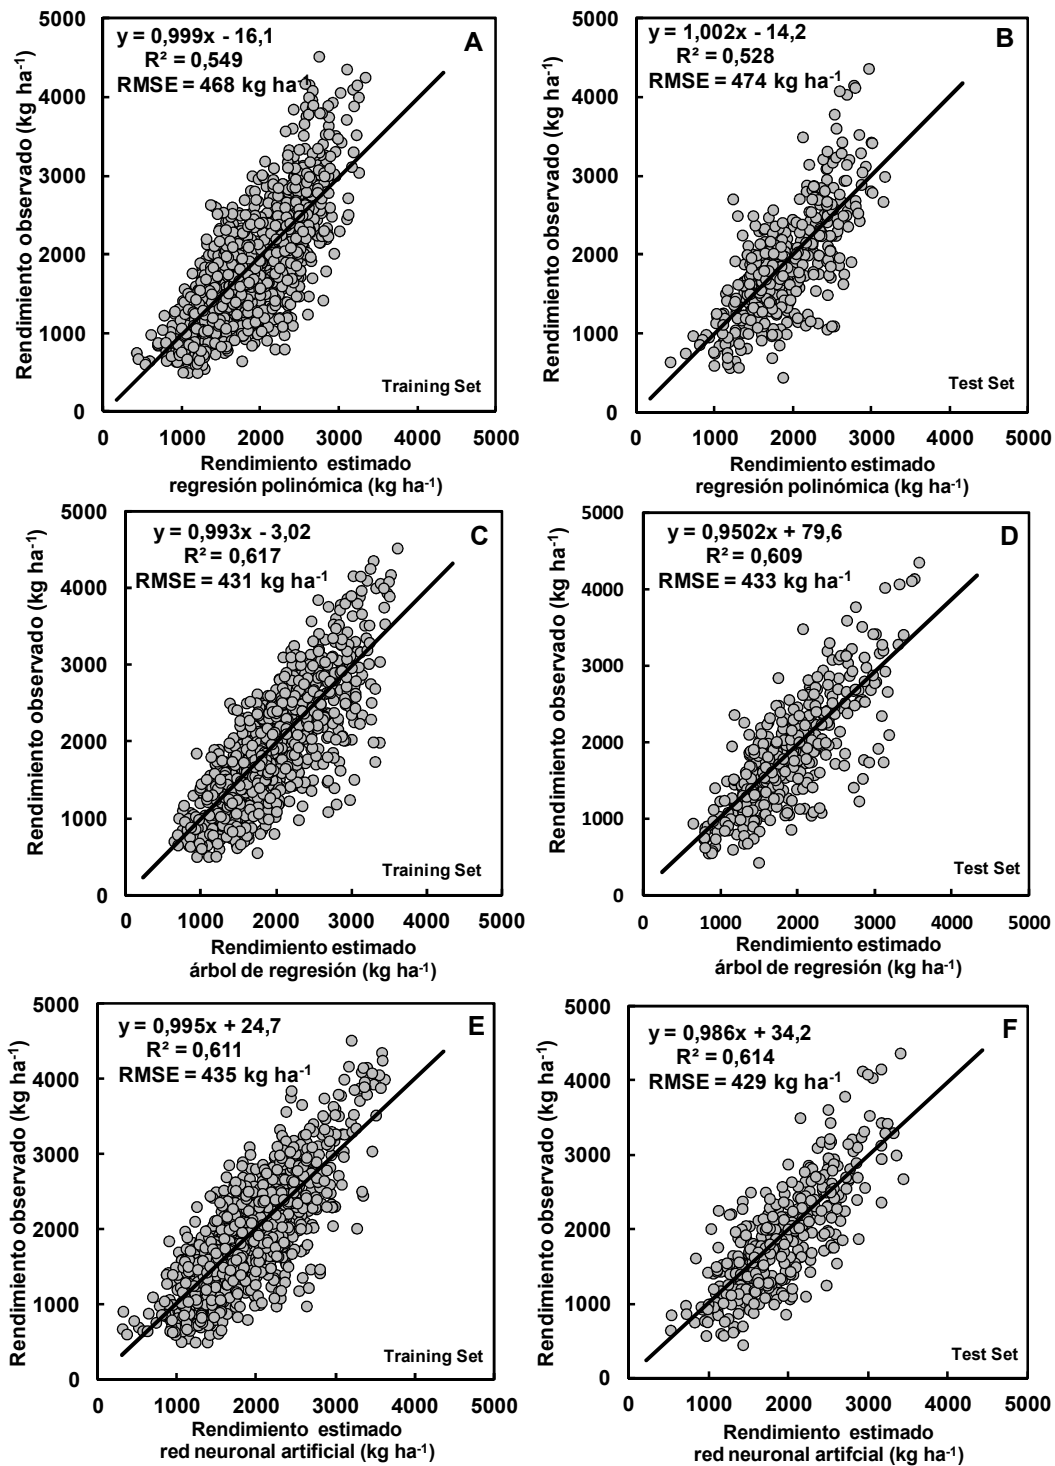 y = 0,999x - 16,1
A
R² = 0,549
RMSE = 468 kg ha⁻¹
Rendimiento observado (kg ha⁻¹)
5000
4000
3000
2000
1000
0
Training Set
0 1000 2000 3000 4000 5000
Rendimiento estimado
regresión polinómica (kg ha⁻¹)
y = 1,002x - 14,2
B
R² = 0,528
RMSE = 474 kg ha⁻¹
Rendimiento observado (kg ha⁻¹)
5000
4000
3000
2000
1000
0
Test Set
0 1000 2000 3000 4000 5000
Rendimiento estimado
regresión polinómica (kg ha⁻¹)
y = 0,993x - 3,02
C
R² = 0,617
RMSE = 431 kg ha⁻¹
Rendimiento observado (kg ha⁻¹)
5000
4000
3000
2000
1000
0
Training Set
0 1000 2000 3000 4000 5000
Rendimiento estimado
árbol de regresión (kg ha⁻¹)
y = 0,9502x + 79,6
D
R² = 0,609
RMSE = 433 kg ha⁻¹
Rendimiento observado (kg ha⁻¹)
5000
4000
3000
2000
1000
0
Test Set
0 1000 2000 3000 4000 5000
Rendimiento estimado
árbol de regresión (kg ha⁻¹)
y = 0,995x + 24,7
E
R² = 0,611
RMSE = 435 kg ha⁻¹
Rendimiento observado (kg ha⁻¹)
5000
4000
3000
2000
1000
0
Training Set
0 1000 2000 3000 4000 5000
Rendimiento estimado
red neuronal artificial (kg ha⁻¹)
y = 0,986x + 34,2
F
R² = 0,614
RMSE = 429 kg ha⁻¹
Rendimiento observado (kg ha⁻¹)
5000
4000
3000
2000
1000
0
Test Set
0 1000 2000 3000 4000 5000
Rendimiento estimado
red neuronal artifcial (kg ha⁻¹)